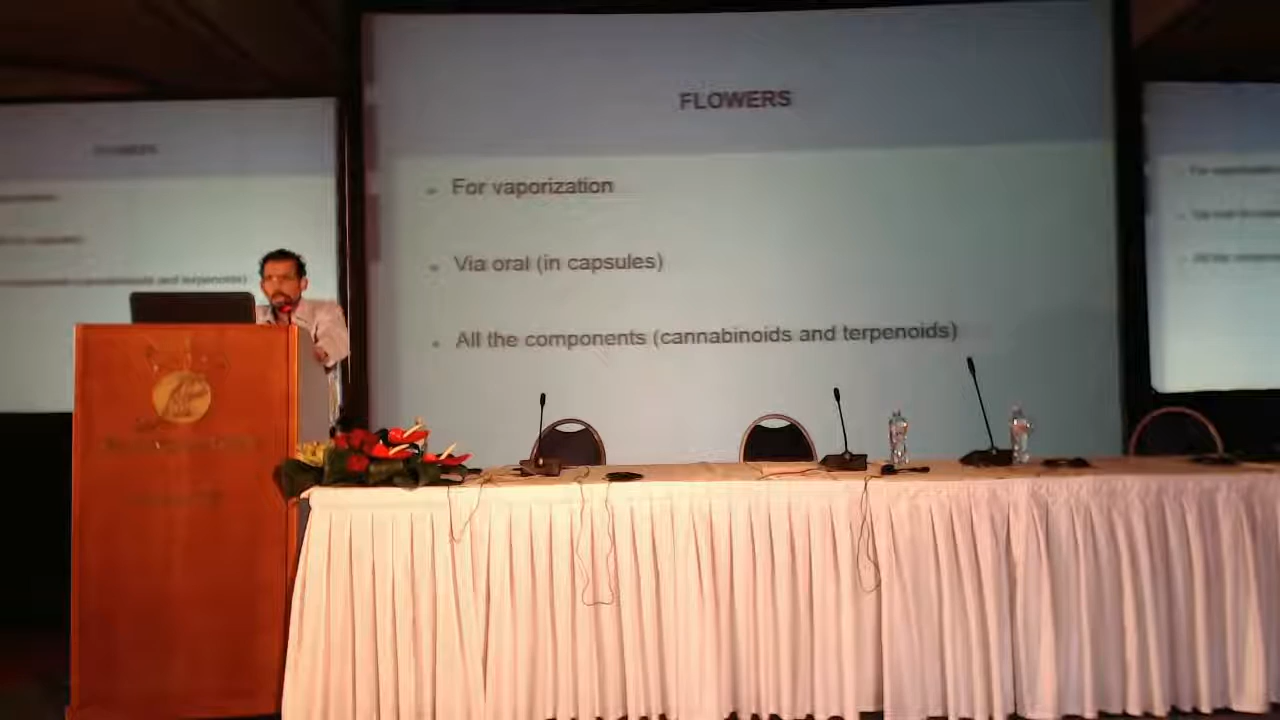 FLOWERS
For vaporization
Via oral (in capsules)
All the components (cannabinoids and terpenoids)